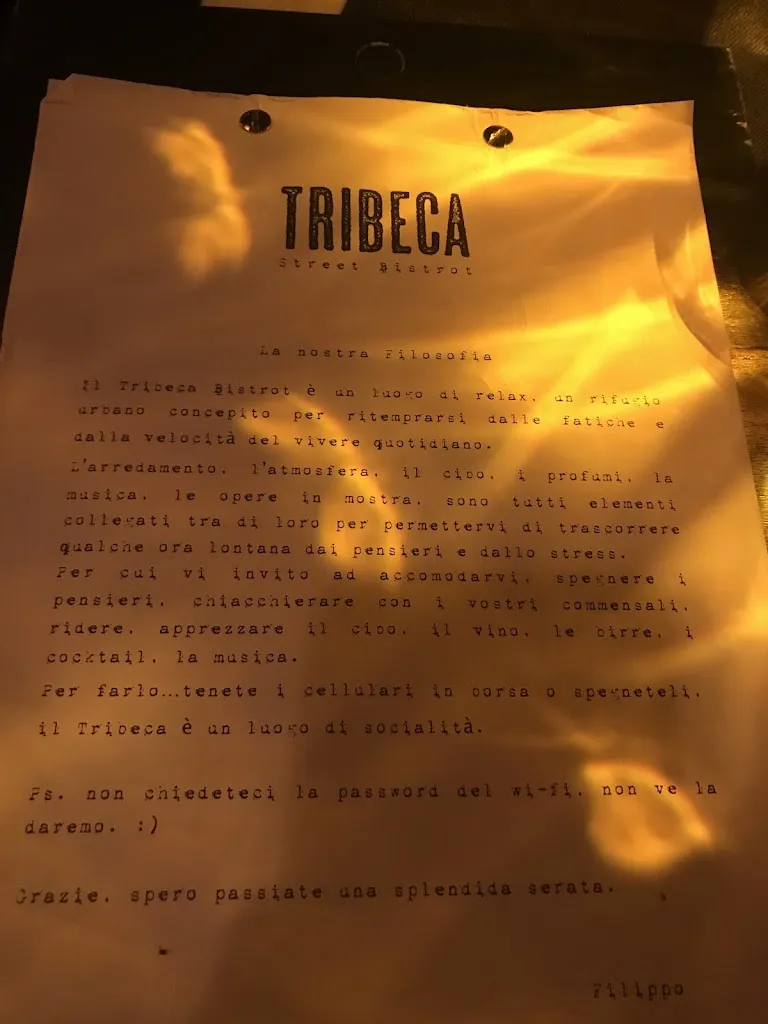 TRIBECA
Street Bistrot
La nostra Filosofia
Il Tribeca Bistrot è un luogo di relax, un rifugio
urbano concepito per ritemprarsi dalle fatiche e
dalla velocità del vivere quotidiano.
L'arredamento, l'atmosfera, il cibo, i profumi, la
musica, le opere in mostra, sono tutti elementi
collegati tra di loro per permettervi di trascorrere
qualche ora lontana dai pensieri e dallo stress.
Per cui vi invito ad accomodarvi, spegnere i
pensieri, chiacchierare con i vostri commensali,
ridere, apprezzare il cibo, il vino, le birre, i
cocktail, la musica.
Per farlo...tenete i cellulari in borsa o spegneteli,
il Tribeca è un luogo di socialità.
Ps. non chiedeteci la password del wi-fi, non ve la
daremo. :)
Grazie, spero passiate una splendida serata.
Filippo